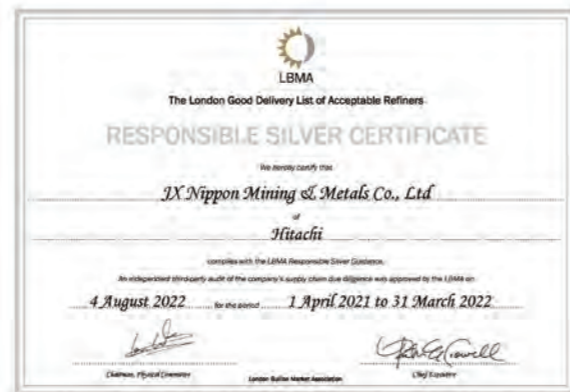 LBMA
The London Good Delivery List of Acceptable Refiners
RESPONSIBLE SILVER CERTIFICATE
We hereby certify that
JX Nippon Mining & Metals Co., Ltd
of
Hitachi
complies with the LBMA Responsible Silver Guidance.
An independent third-party audit of the company's supply chain due diligence was approved by the LBMA on
4 August 2022 for the period 1 April 2021 to 31 March 2022
Chairman, Physical Committee London Bullion Market Association Chief Executive